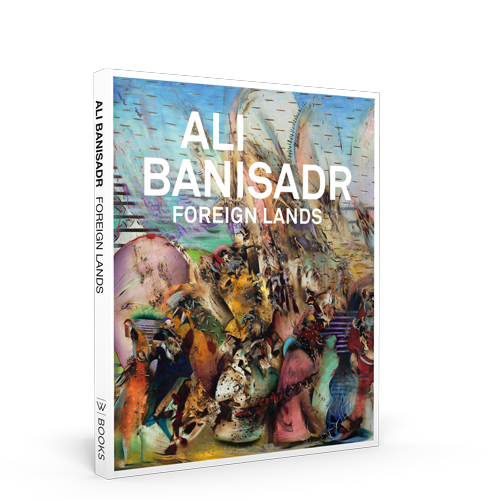 ALI BANISADR FOREIGN LANDS
W BOOKS
ALI
BANISADR
FOREIGN LANDS